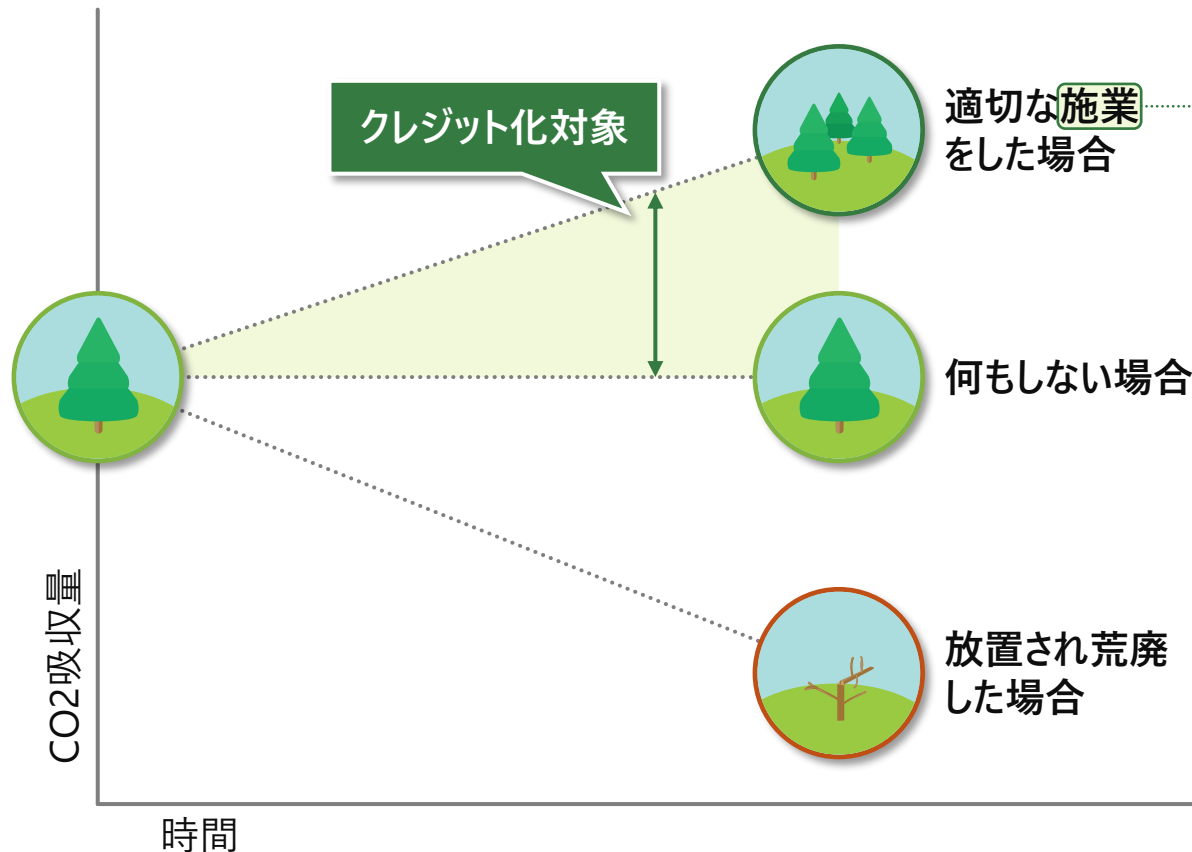 クレジット化対象
適切な施業
をした場合
何もしない場合
放置され荒廃
した場合
CO2吸収量
時間